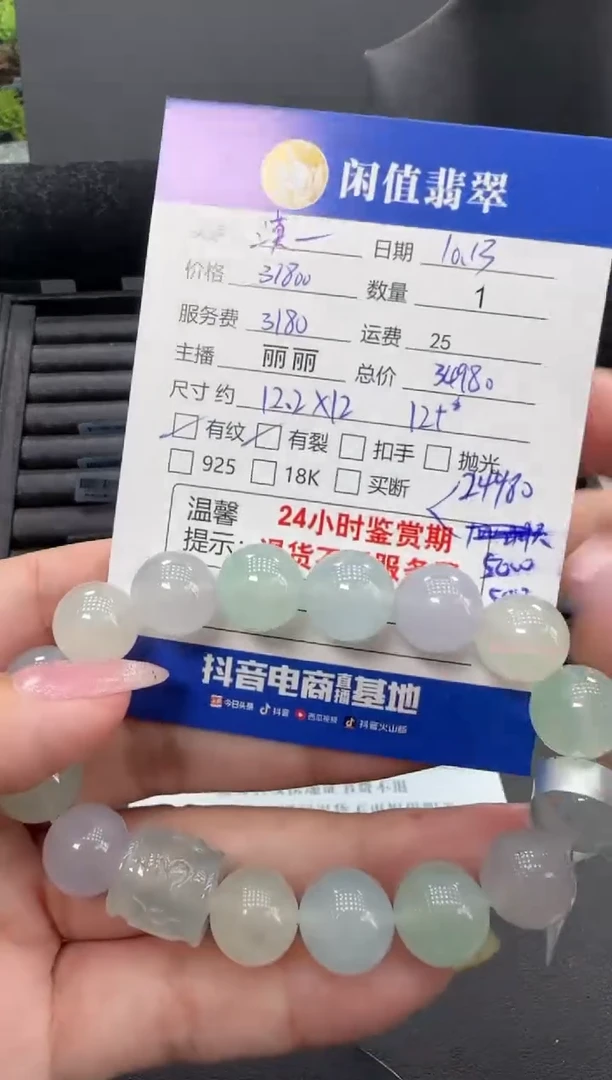 闲值翡翠
漠一 日期 10.13
价格 31800 数量 1
服务费 3180 运费 25
主播 丽丽 总价 34980
尺寸 约 12.2X12 12t
有纹 有裂 扣手 抛光
925 18K 买断
24980
温馨 24小时鉴赏期
提示:
5000
抖音电商直播基地
今日头条 抖音 西瓜视频 抖音火山版